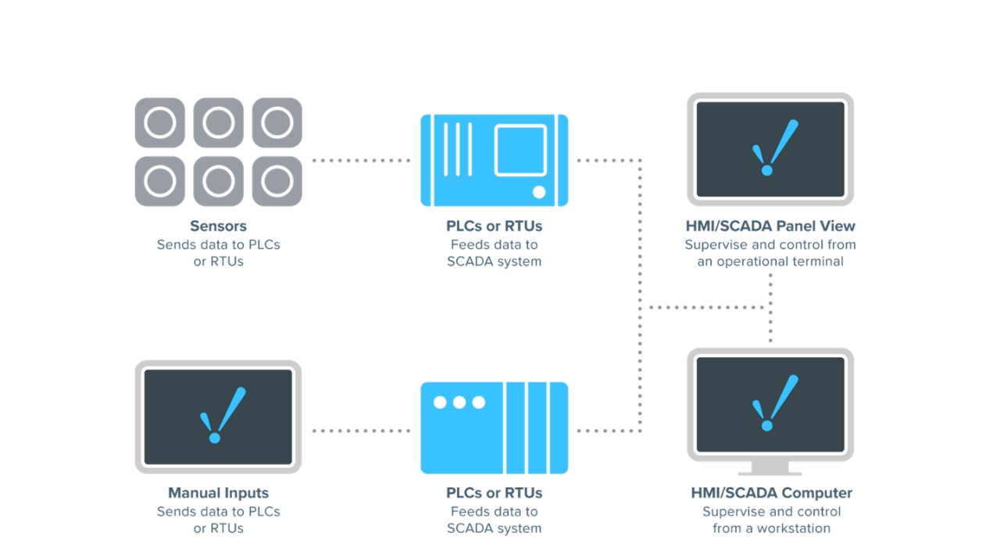 Sensors
Sends data to PLCs
or RTUs
PLCs or RTUs
Feeds data to
SCADA system
HMI/SCADA Panel View
Supervise and control from
an operational terminal
Manual Inputs
Sends data to PLCs
or RTUs
PLCs or RTUs
Feeds data to
SCADA system
HMI/SCADA Computer
Supervise and control
from a workstation